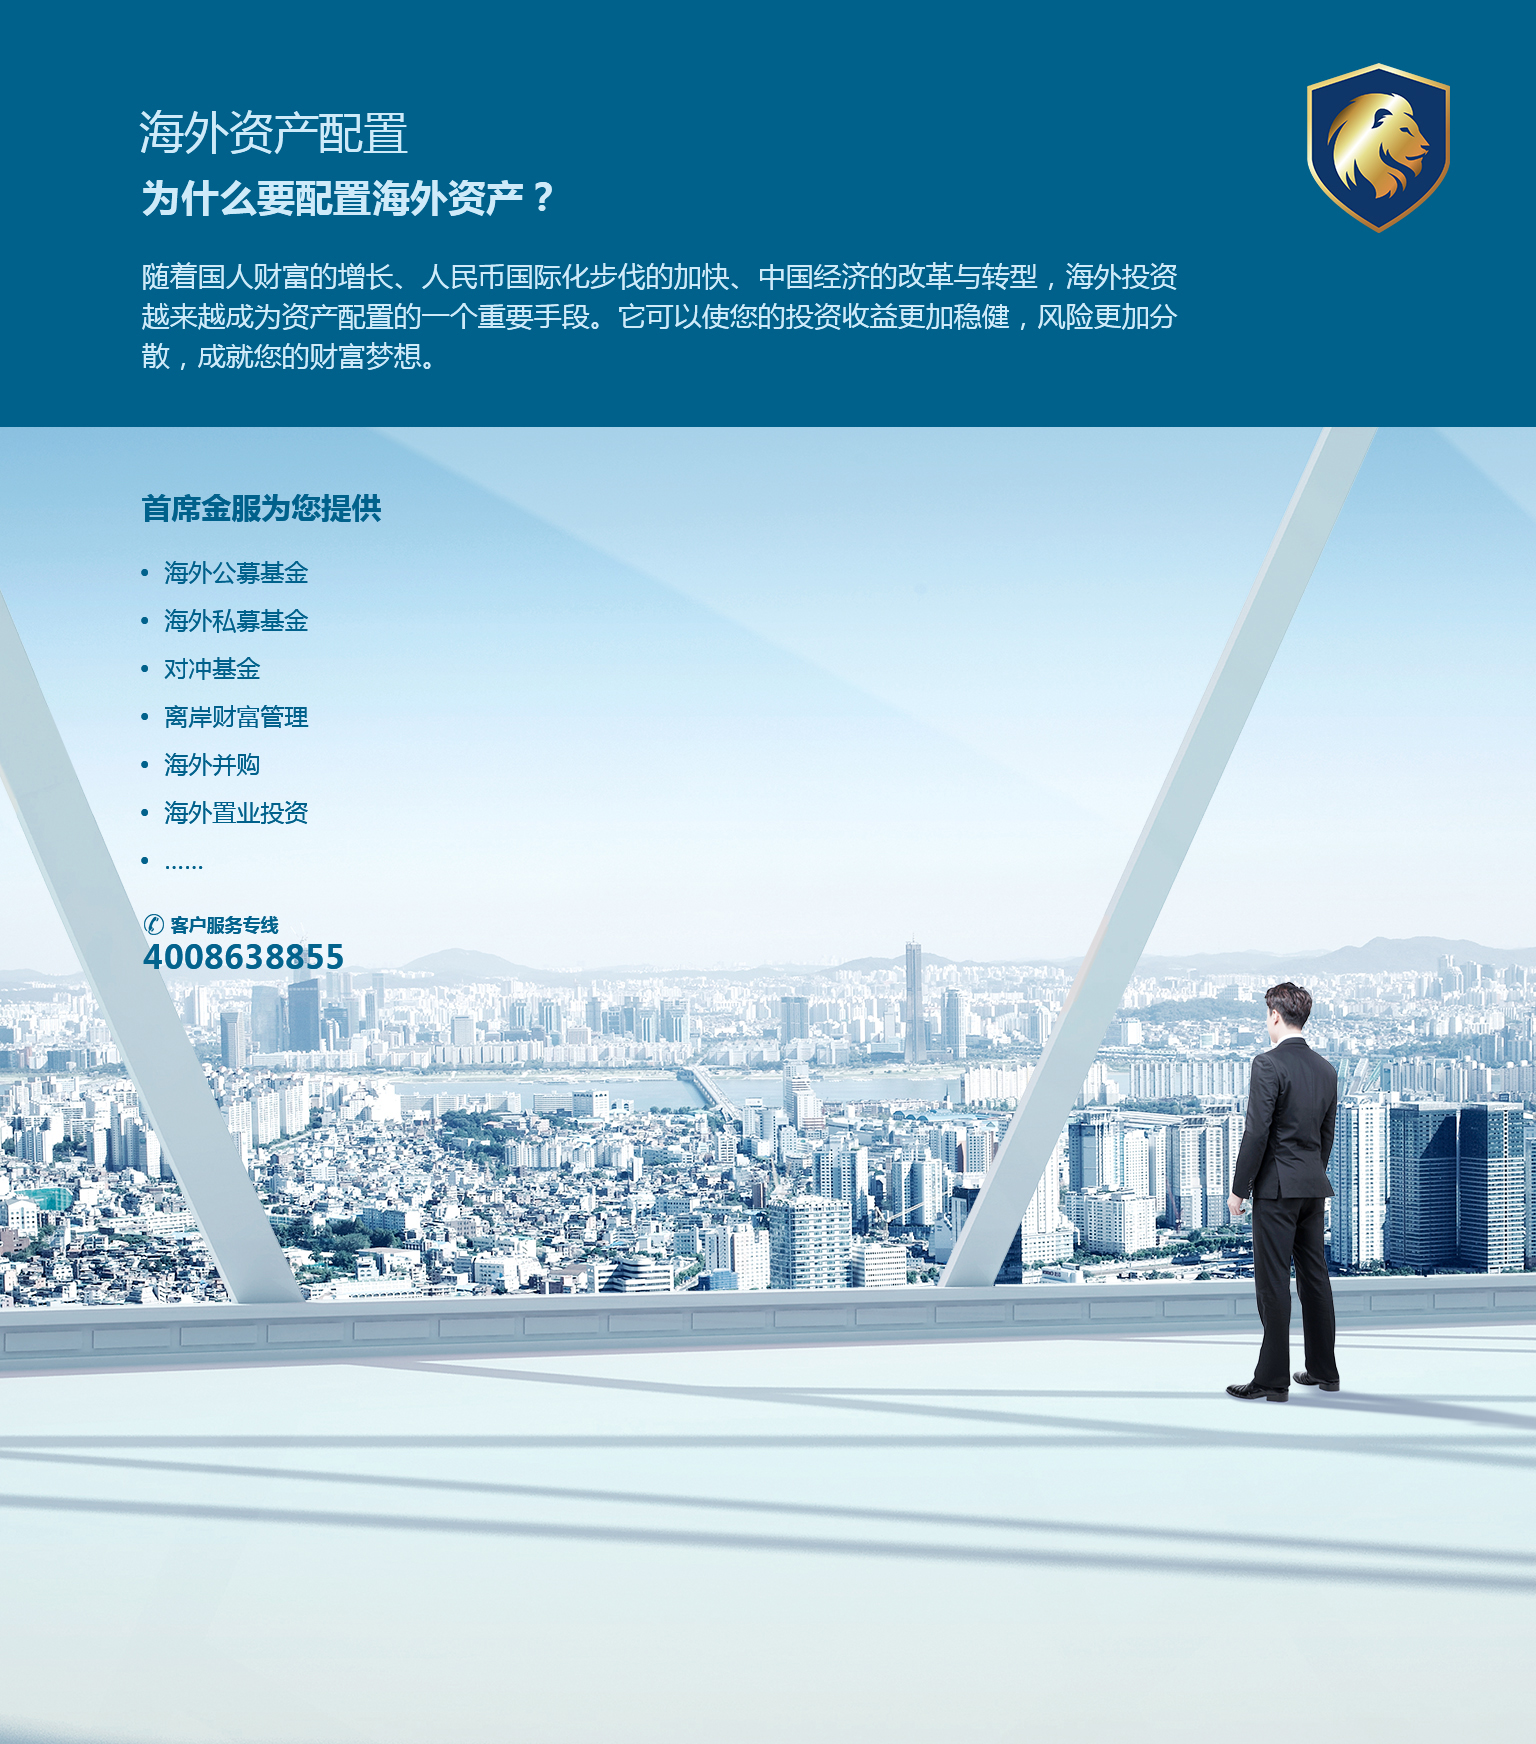 海外资产配置
为什么要配置海外资产？
随着国人财富的增长、人民币国际化步伐的加快、中国经济的改革与转型，海外投资
越来越成为资产配置的一个重要手段。它可以使您的投资收益更加稳健，风险更加分
散，成就您的财富梦想。
首席金服为您提供
• 海外公募基金
• 海外私募基金
• 对冲基金
• 离岸财富管理
• 海外并购
• 海外置业投资
• ……
✆ 客户服务专线
4008638855